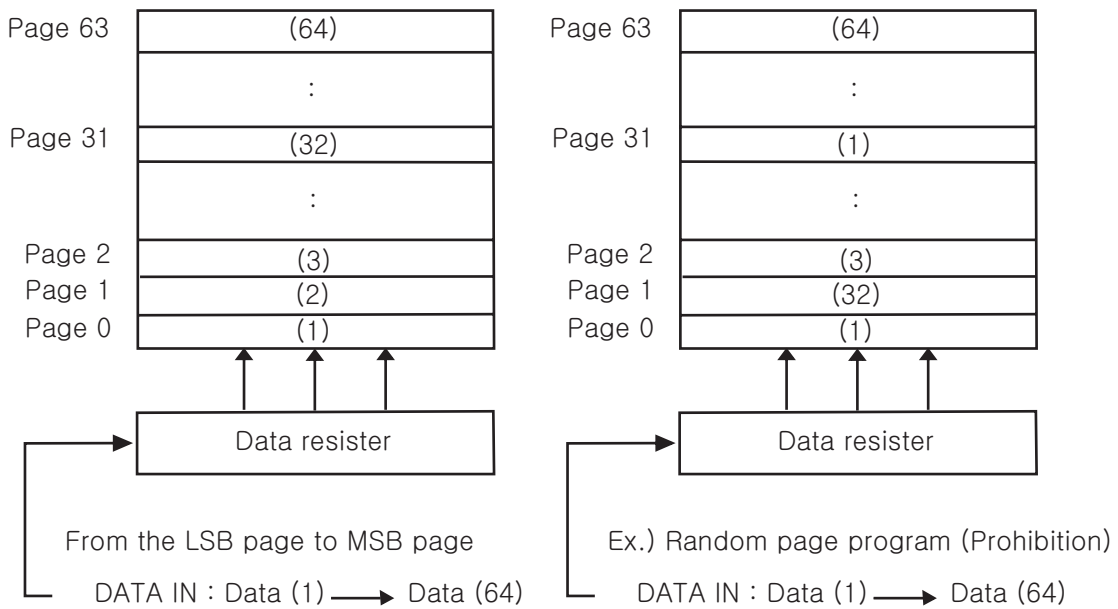 Page 63 (64)
:
Page 31 (32)
:
Page 2 (3)
Page 1 (2)
Page 0 (1)
Data resister
From the LSB page to MSB page
DATA IN : Data (1) Data (64)
Page 63 (64)
:
Page 31 (1)
:
Page 2 (3)
Page 1 (32)
Page 0 (1)
Data resister
Ex.) Random page program (Prohibition)
DATA IN : Data (1) Data (64)